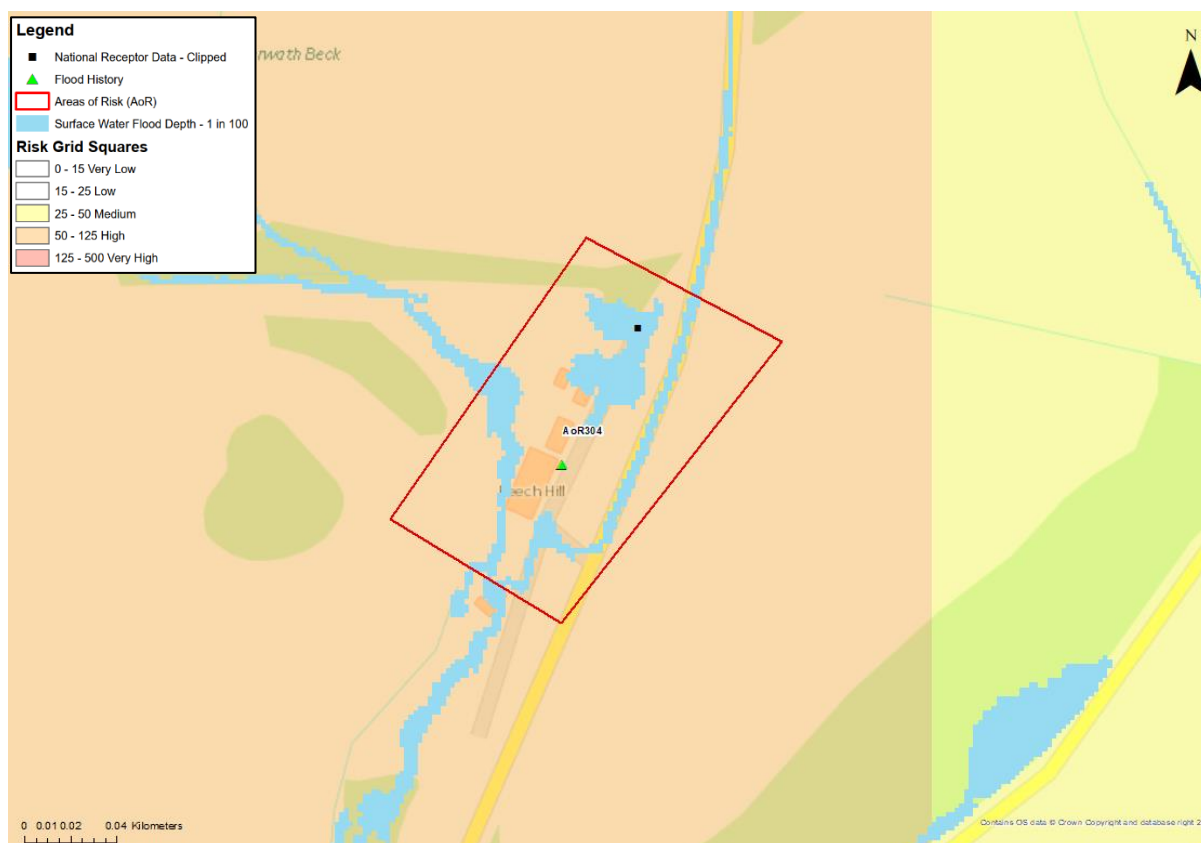 Legend
National Receptor Data - Clipped
Flood History
Areas of Risk (AoR)
Surface Water Flood Depth - 1 in 100
Risk Grid Squares
0 - 15 Very Low
15 - 25 Low
25 - 50 Medium
50 - 125 High
125 - 500 Very High
Beck
N
AoR304
Hill
0 0.01 0.02 0.04 Kilometers
Contains OS data © Crown Copyright and database right 2